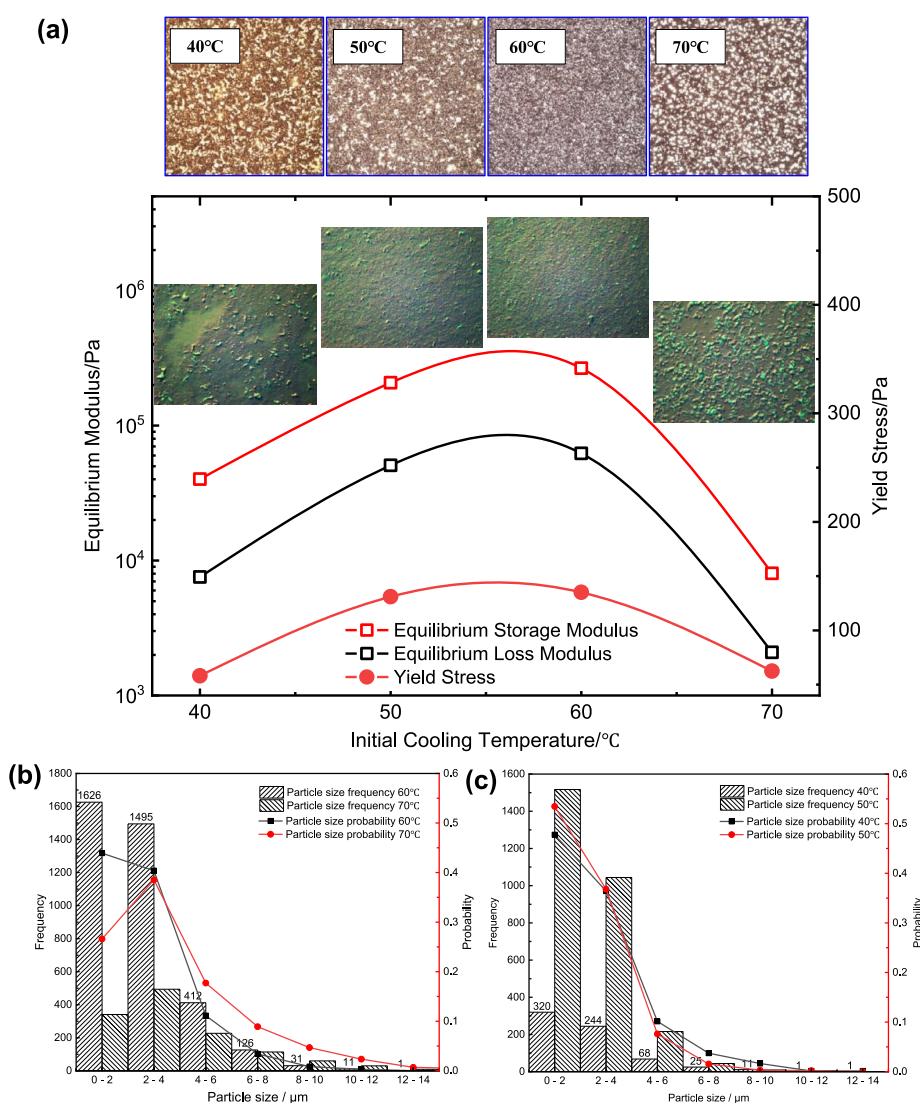 (a)
40℃ 50℃ 60℃ 70℃
Equilibrium Modulus/Pa
10⁶
10⁵
10⁴
10³
500
400
300
200
100
Yield Stress/Pa
Equilibrium Storage Modulus
Equilibrium Loss Modulus
Yield Stress
40 50 60 70
Initial Cooling Temperature/℃
(b)
Frequency
1800
1600
1400
1200
1000
800
600
400
200
0
1626
1495
412
126
31
11
1
Particle size frequency 60℃
Particle size frequency 70℃
Particle size probability 60℃
Particle size probability 70℃
0.6
0.5
0.4
0.3
0.2
0.1
0.0
Probability
0 - 2 2 - 4 4 - 6 6 - 8 8 - 10 10 - 12 12 - 14
Particle size / μm
(c)
Frequency
1600
1400
1200
1000
800
600
400
200
0
320
244
68
25
11
1
1
Particle size frequency 40℃
Particle size frequency 50℃
Particle size probability 40℃
Particle size probability 50℃
0.6
0.5
0.4
0.3
0.2
0.1
0.0
Probability
0 - 2 2 - 4 4 - 6 6 - 8 8 - 10 10 - 12 12 - 14
Particle size / μm